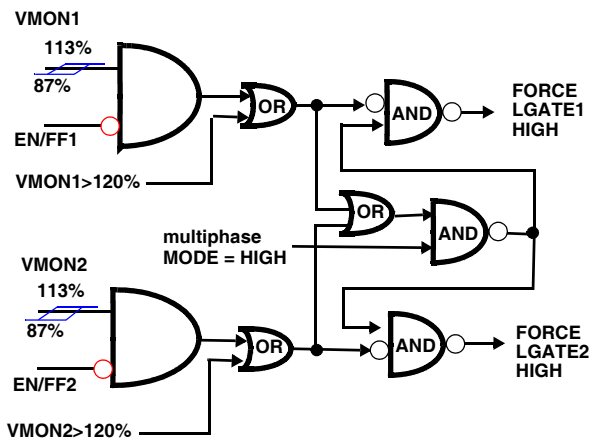 VMON1
113%
87%
EN/FF1
VMON1>120%
OR
AND
FORCE
LGATE1
HIGH
OR
AND
multiphase
MODE = HIGH
VMON2
113%
87%
EN/FF2
VMON2>120%
OR
AND
FORCE
LGATE2
HIGH